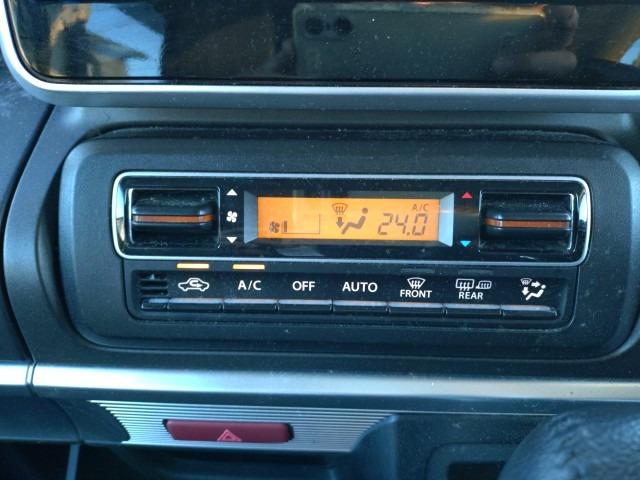 A/C
24.0
A/C OFF AUTO FRONT REAR